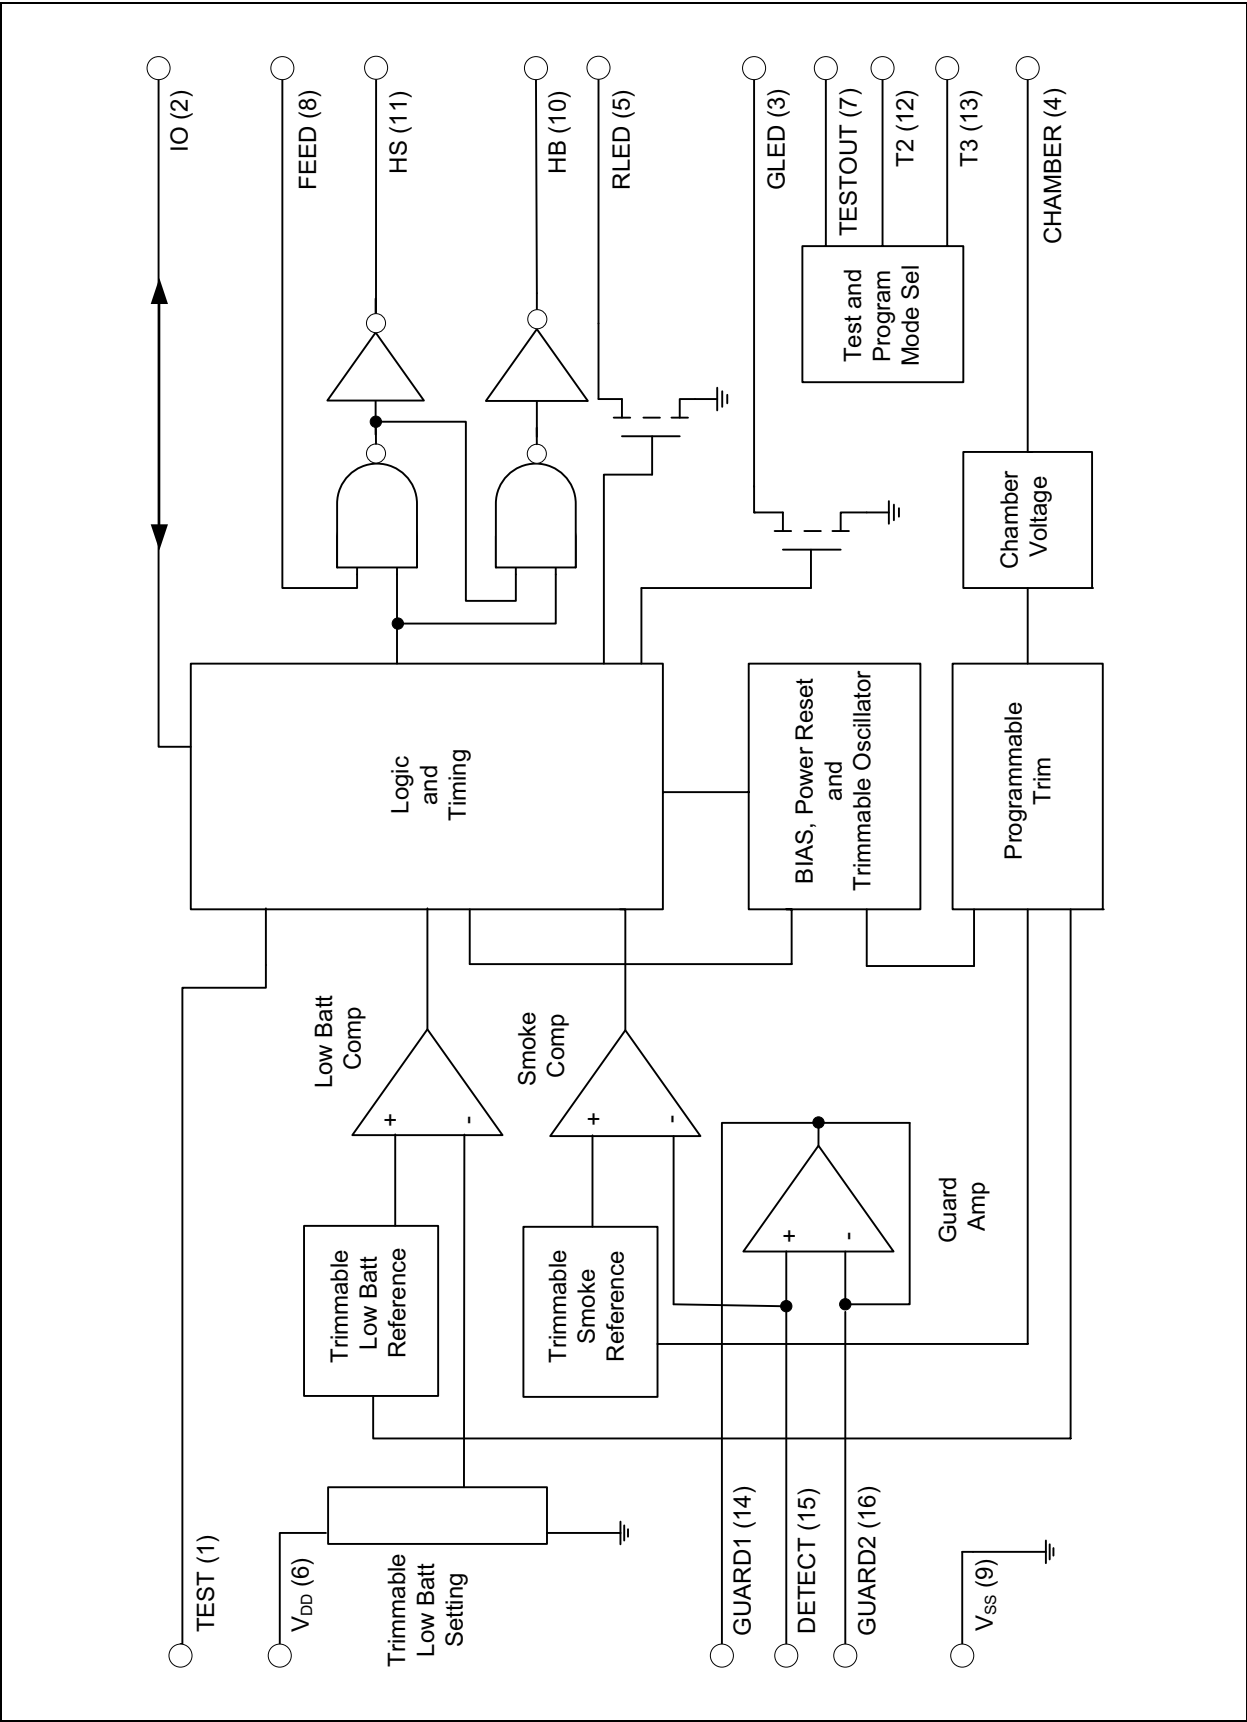 TEST (1)
V_DD (6)
Trimmable
Low Batt
Setting
GUARD1 (14)
DETECT (15)
GUARD2 (16)
V_SS (9)
Trimmable
Low Batt
Reference
Trimmable
Smoke
Reference
+
-
Low Batt
Comp
+
-
Smoke
Comp
+
-
Guard
Amp
Logic
and
Timing
BIAS, Power Reset
and
Trimmable Oscillator
Programmable
Trim
Chamber
Voltage
Test and
Program
Mode Sel
IO (2)
FEED (8)
HS (11)
HB (10)
RLED (5)
GLED (3)
TESTOUT (7)
T2 (12)
T3 (13)
CHAMBER (4)